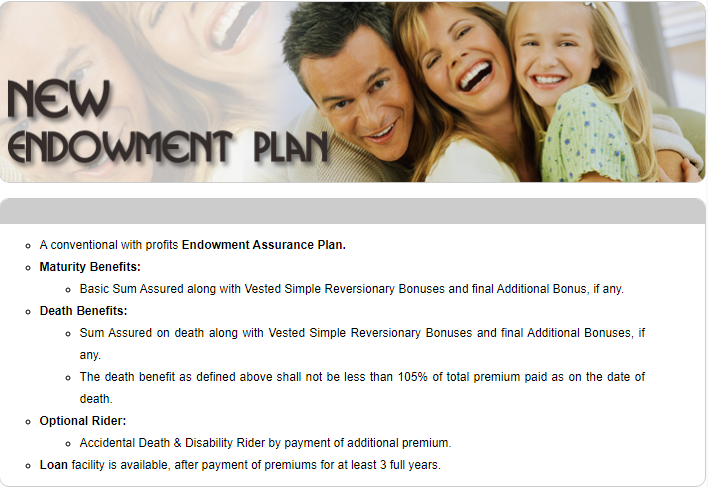 NEW
ENDOWMENT PLAN
A conventional with profits Endowment Assurance Plan.
Maturity Benefits:
Basic Sum Assured along with Vested Simple Reversionary Bonuses and final Additional Bonus, if any.
Death Benefits:
Sum Assured on death along with Vested Simple Reversionary Bonuses and final Additional Bonuses, if
any.
The death benefit as defined above shall not be less than 105% of total premium paid as on the date of
death.
Optional Rider:
Accidental Death & Disability Rider by payment of additional premium.
Loan facility is available, after payment of premiums for at least 3 full years.